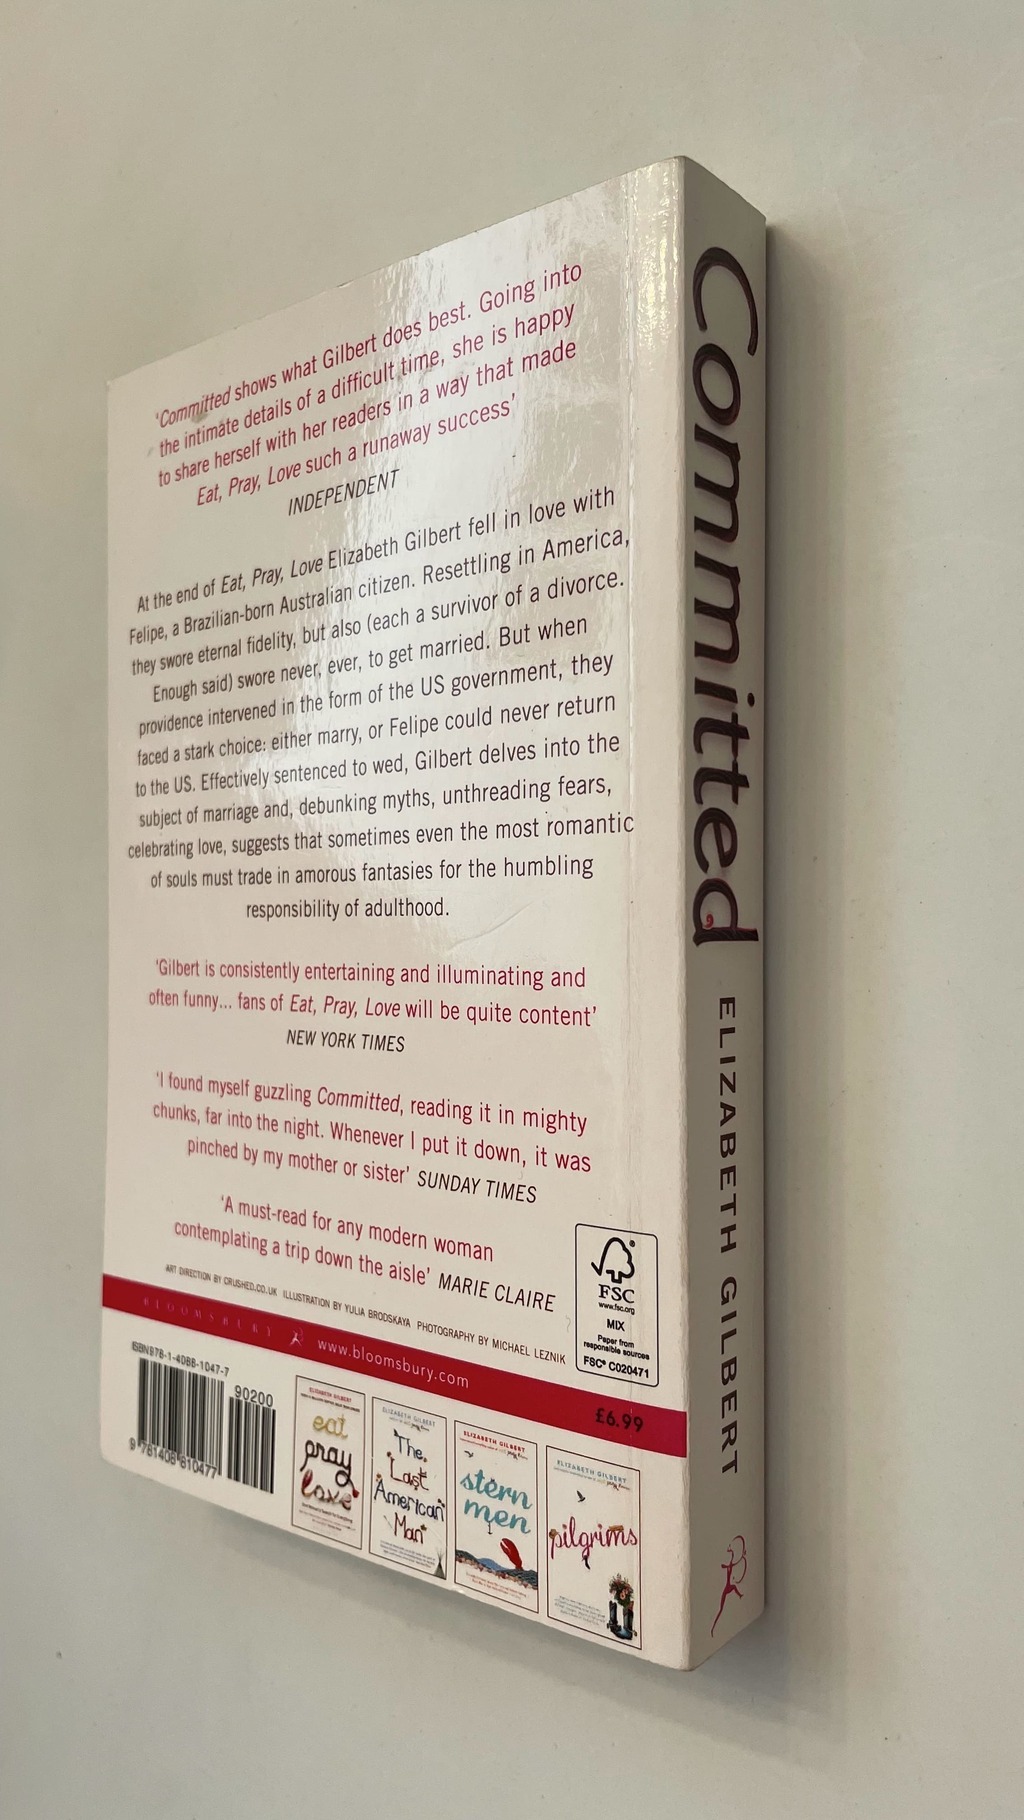 'Committed shows what Gilbert does best. Going into
the intimate details of a difficult time, she is happy
to share herself with her readers in a way that made
Eat, Pray, Love such a runaway success'
INDEPENDENT
At the end of Eat, Pray, Love Elizabeth Gilbert fell in love with
Felipe, a Brazilian-born Australian citizen. Resettling in America,
they swore eternal fidelity, but also (each a survivor of a divorce.
Enough said) swore never, ever, to get married. But when
providence intervened in the form of the US government, they
faced a stark choice: either marry, or Felipe could never return
to the US. Effectively sentenced to wed, Gilbert delves into the
subject of marriage and, debunking myths, unthreading fears,
celebrating love, suggests that sometimes even the most romantic
of souls must trade in amorous fantasies for the humbling
responsibility of adulthood.
'Gilbert is consistently entertaining and illuminating and
often funny... fans of Eat, Pray, Love will be quite content'
NEW YORK TIMES
'I found myself guzzling Committed, reading it in mighty
chunks, far into the night. Whenever I put it down, it was
pinched by my mother or sister' SUNDAY TIMES
'A must-read for any modern woman
contemplating a trip down the aisle' MARIE CLAIRE
ART DIRECTION BY CRUSHED.CO.UK ILLUSTRATION BY YULIA BRODSKAYA PHOTOGRAPHY BY MICHAEL LEZNIK
FSC
www.fsc.org
MIX
Paper from
responsible sources
FSC® C020471
BLOOMSBURY www.bloomsbury.com
£6.99
ISBN 978-1-4088-1047-7
90200
9 781408 810477
eat
pray
love
ELIZABETH GILBERT
The
Last
American
Man
ELIZABETH GILBERT
stern
men
ELIZABETH GILBERT
pilgrims
Committed
ELIZABETH GILBERT